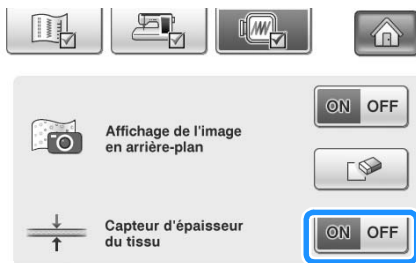 ON OFF
Affichage de l'image
en arrière-plan
Capteur d'épaisseur
du tissu
ON OFF